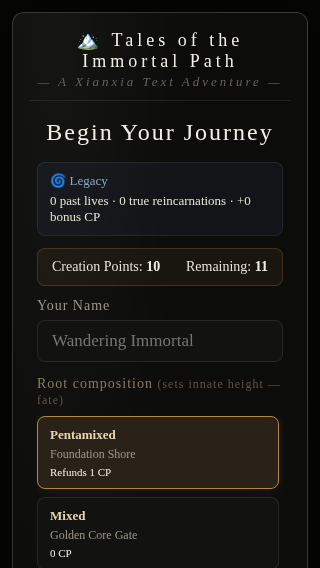 🏔️ Tales of the
Immortal Path
— A Xianxia Text Adventure —
Begin Your Journey
🌀 Legacy
0 past lives · 0 true reincarnations · +0
bonus CP
Creation Points: 10 Remaining: 11
Your Name
Wandering Immortal
Root composition (sets innate height —
fate)
Pentamixed
Foundation Shore
Refunds 1 CP
Mixed
Golden Core Gate
0 CP